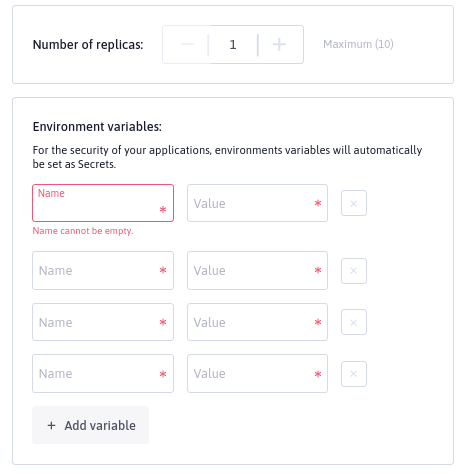 Number of replicas: − 1 + Maximum (10)
Environment variables:
For the security of your applications, environments variables will automatically
be set as Secrets.
Name * Value * ×
Name cannot be empty.
Name * Value * ×
Name * Value * ×
Name * Value * ×
+ Add variable